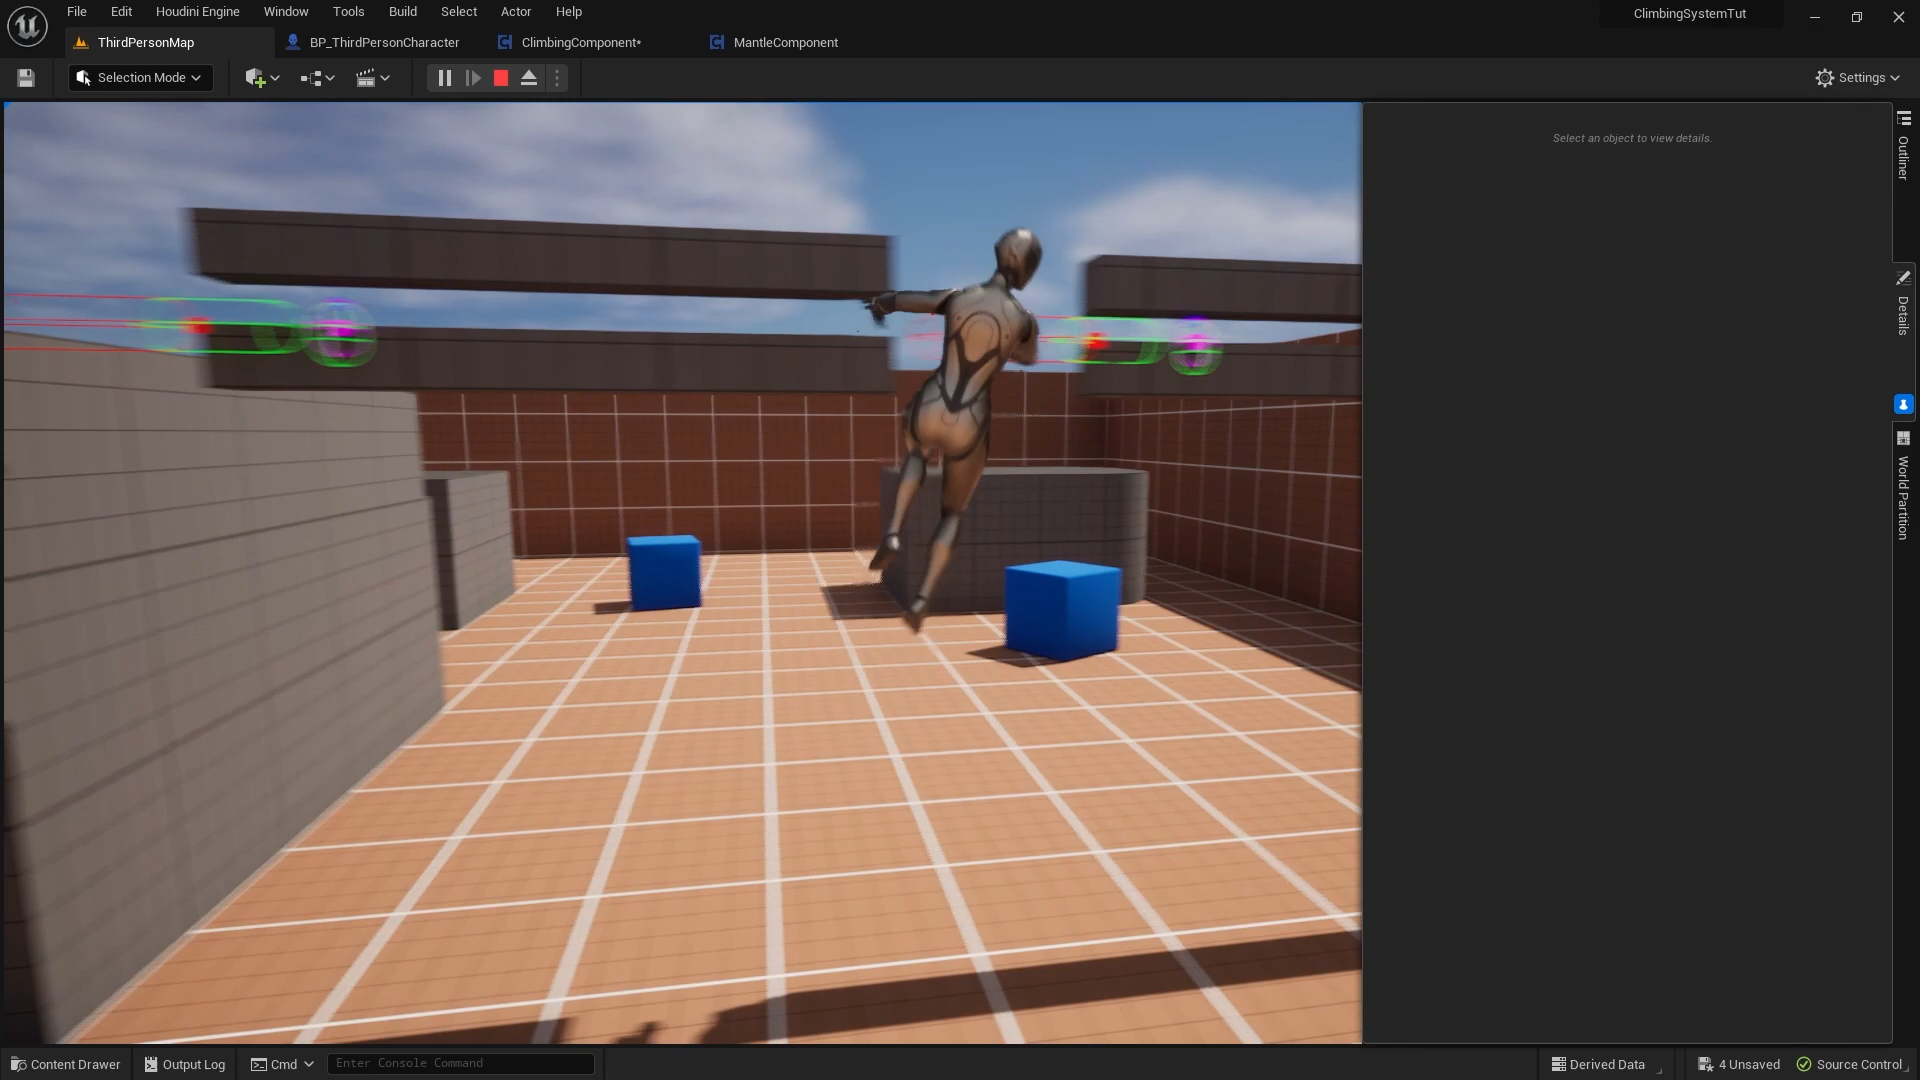 File Edit Houdini Engine Window Tools Build Select Actor Help
ClimbingSystemTut
ThirdPersonMap
BP_ThirdPersonCharacter
ClimbingComponent*
MantleComponent
Selection Mode
Settings
Select an object to view details.
Outliner
Details
World Partition
Content Drawer
Output Log
Cmd
Enter Console Command
Derived Data
4 Unsaved
Source Control